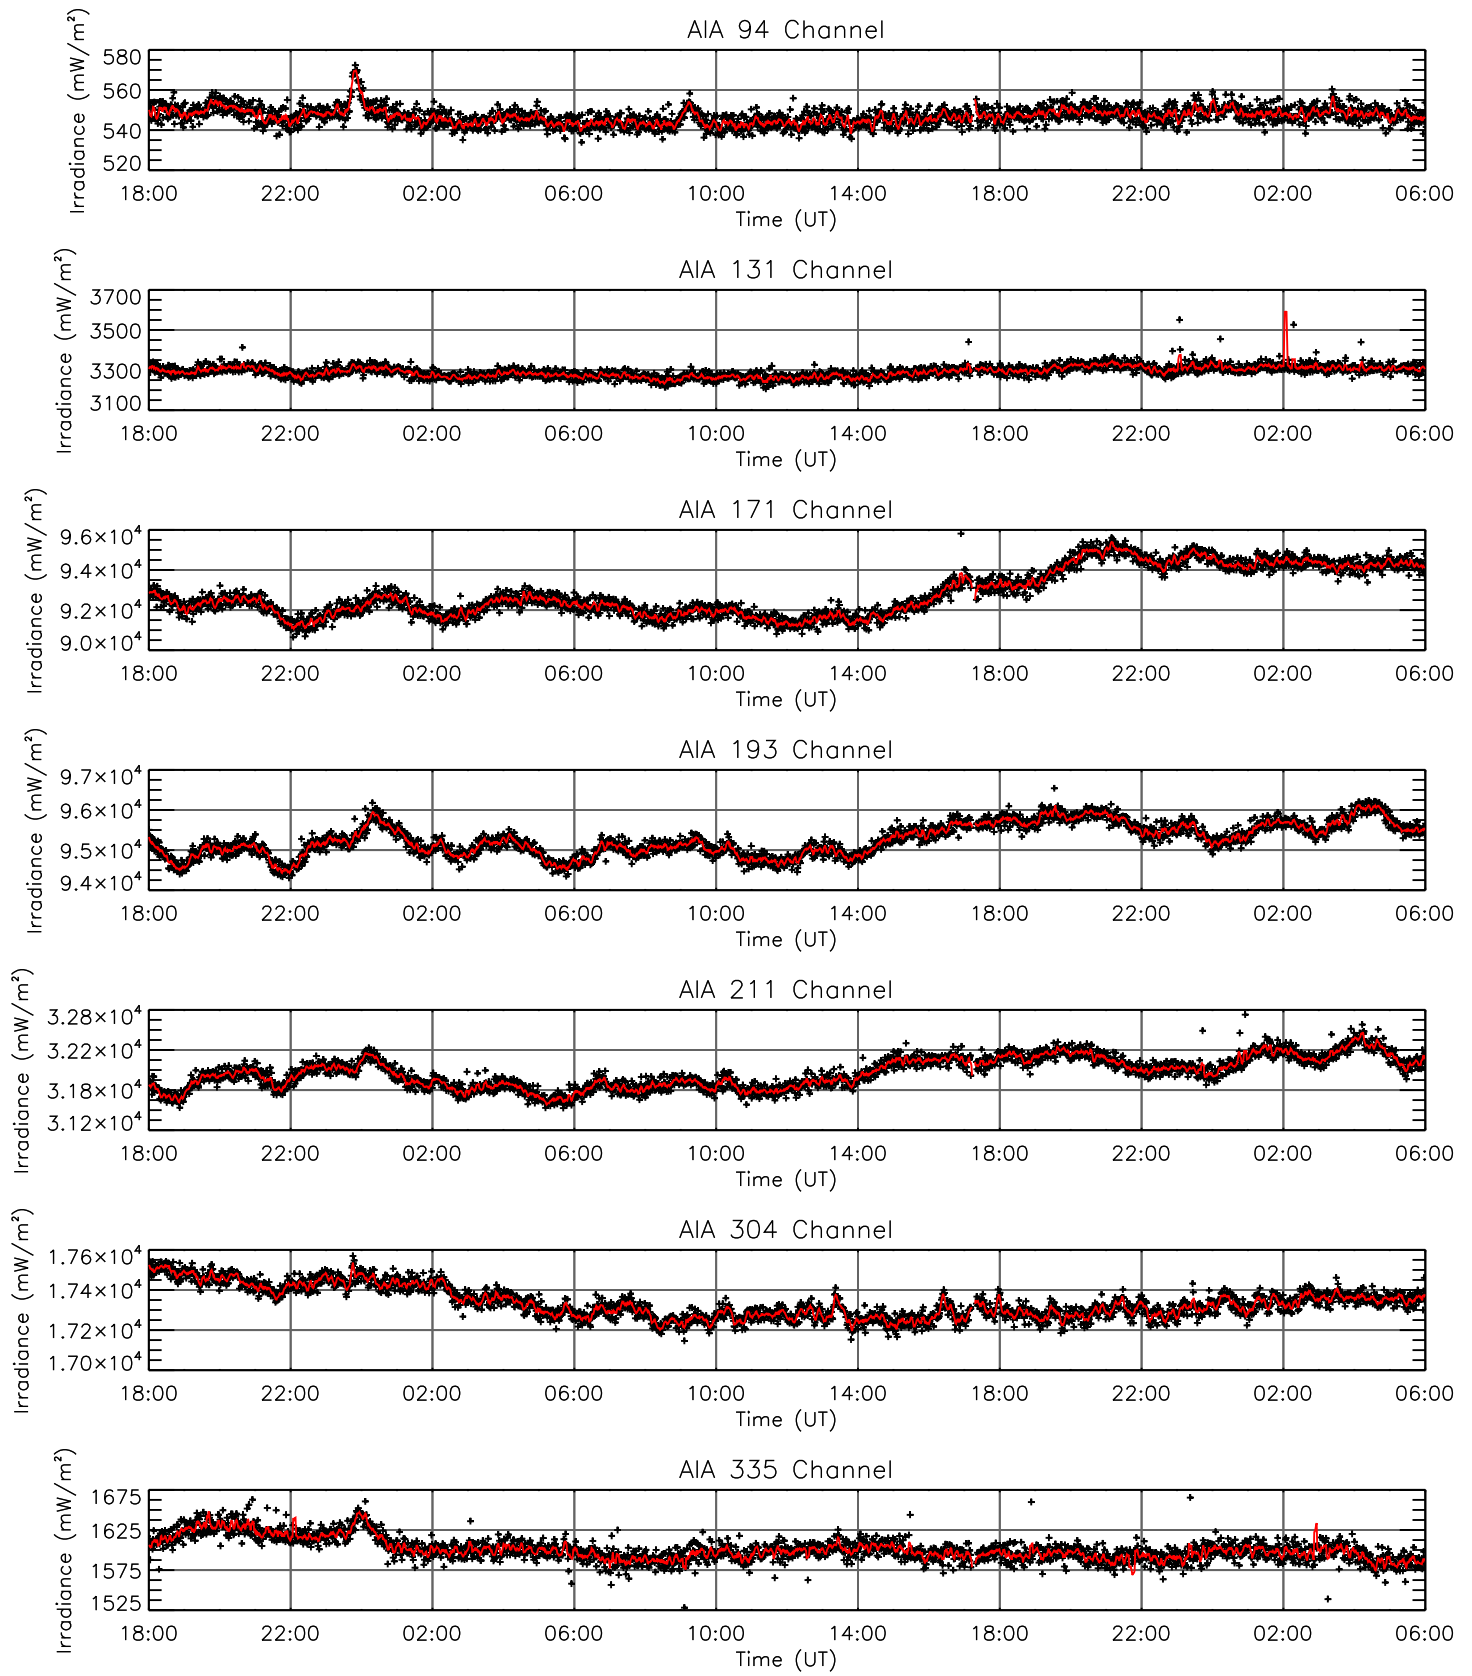 AIA 94 Channel
Irradiance (mW/m²)
580
560
540
520
18:00 22:00 02:00 06:00 10:00 14:00 18:00 22:00 02:00 06:00
Time (UT)
AIA 131 Channel
Irradiance (mW/m²)
3700
3500
3300
3100
18:00 22:00 02:00 06:00 10:00 14:00 18:00 22:00 02:00 06:00
Time (UT)
AIA 171 Channel
Irradiance (mW/m²)
9.6×10⁴
9.4×10⁴
9.2×10⁴
9.0×10⁴
18:00 22:00 02:00 06:00 10:00 14:00 18:00 22:00 02:00 06:00
Time (UT)
AIA 193 Channel
Irradiance (mW/m²)
9.7×10⁴
9.6×10⁴
9.5×10⁴
9.4×10⁴
18:00 22:00 02:00 06:00 10:00 14:00 18:00 22:00 02:00 06:00
Time (UT)
AIA 211 Channel
Irradiance (mW/m²)
3.28×10⁴
3.22×10⁴
3.18×10⁴
3.12×10⁴
18:00 22:00 02:00 06:00 10:00 14:00 18:00 22:00 02:00 06:00
Time (UT)
AIA 304 Channel
Irradiance (mW/m²)
1.76×10⁴
1.74×10⁴
1.72×10⁴
1.70×10⁴
18:00 22:00 02:00 06:00 10:00 14:00 18:00 22:00 02:00 06:00
Time (UT)
AIA 335 Channel
Irradiance (mW/m²)
1675
1625
1575
1525
18:00 22:00 02:00 06:00 10:00 14:00 18:00 22:00 02:00 06:00
Time (UT)